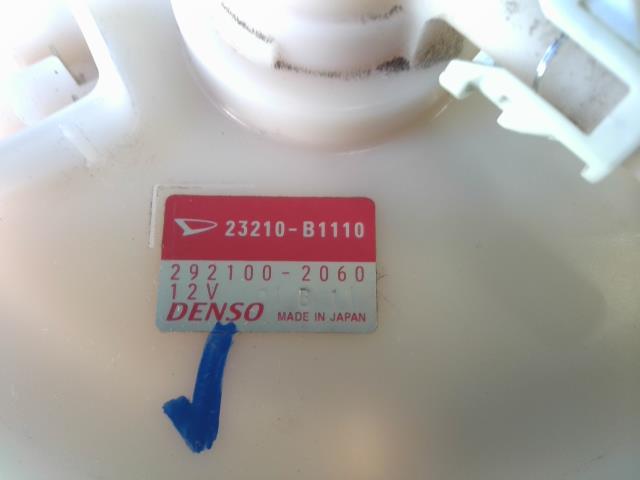 23210-B1110
292100-2060
12V
DENSO MADE IN JAPAN